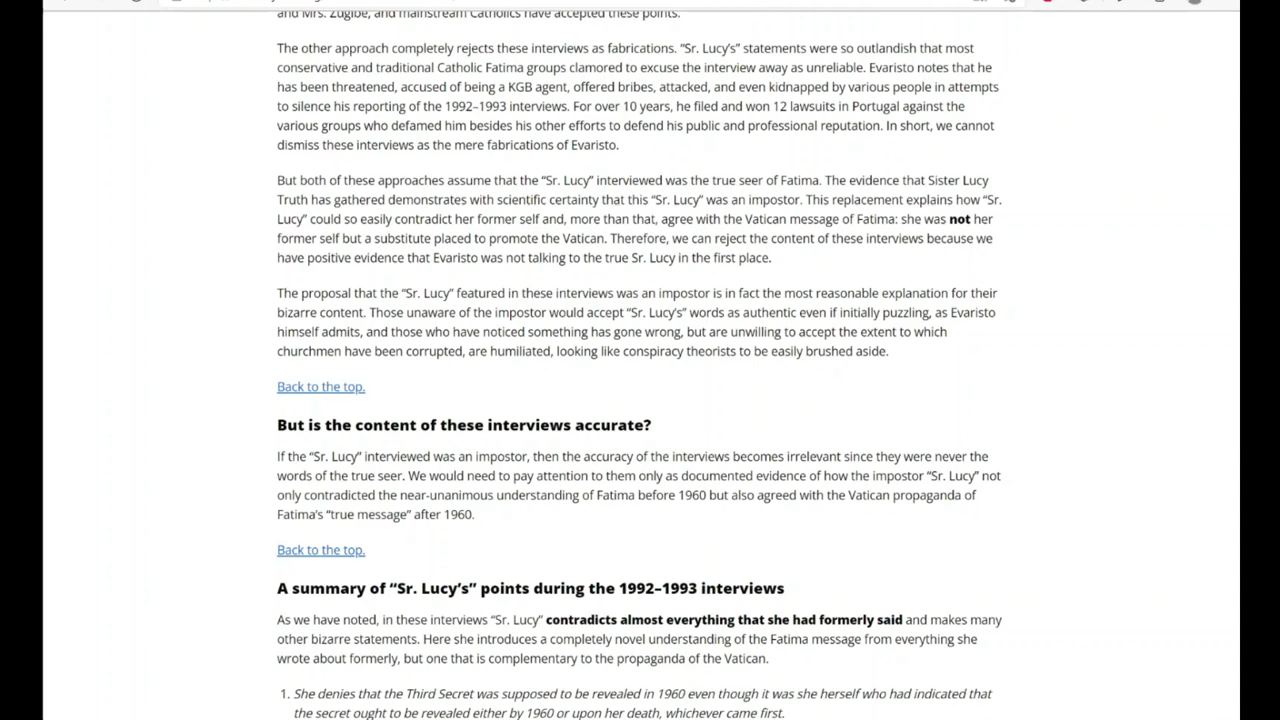 and Mrs. Zugibe, and mainstream Catholics have accepted these points.
The other approach completely rejects these interviews as fabrications. “Sr. Lucy’s” statements were so outlandish that most
conservative and traditional Catholic Fatima groups clamored to excuse the interview away as unreliable. Evaristo notes that he
has been threatened, accused of being a KGB agent, offered bribes, attacked, and even kidnapped by various people in attempts
to silence his reporting of the 1992–1993 interviews. For over 10 years, he filed and won 12 lawsuits in Portugal against the
various groups who defamed him besides his other efforts to defend his public and professional reputation. In short, we cannot
dismiss these interviews as the mere fabrications of Evaristo.
But both of these approaches assume that the “Sr. Lucy” interviewed was the true seer of Fatima. The evidence that Sister Lucy
Truth has gathered demonstrates with scientific certainty that this “Sr. Lucy” was an impostor. This replacement explains how “Sr.
Lucy” could so easily contradict her former self and, more than that, agree with the Vatican message of Fatima: she was not her
former self but a substitute placed to promote the Vatican. Therefore, we can reject the content of these interviews because we
have positive evidence that Evaristo was not talking to the true Sr. Lucy in the first place.
The proposal that the “Sr. Lucy” featured in these interviews was an impostor is in fact the most reasonable explanation for their
bizarre content. Those unaware of the impostor would accept “Sr. Lucy’s” words as authentic even if initially puzzling, as Evaristo
himself admits, and those who have noticed something has gone wrong, but are unwilling to accept the extent to which
churchmen have been corrupted, are humiliated, looking like conspiracy theorists to be easily brushed aside.
Back to the top.
But is the content of these interviews accurate?
If the “Sr. Lucy” interviewed was an impostor, then the accuracy of the interviews becomes irrelevant since they were never the
words of the true seer. We would need to pay attention to them only as documented evidence of how the impostor “Sr. Lucy” not
only contradicted the near-unanimous understanding of Fatima before 1960 but also agreed with the Vatican propaganda of
Fatima’s “true message” after 1960.
Back to the top.
A summary of “Sr. Lucy’s” points during the 1992–1993 interviews
As we have noted, in these interviews “Sr. Lucy” contradicts almost everything that she had formerly said and makes many
other bizarre statements. Here she introduces a completely novel understanding of the Fatima message from everything she
wrote about formerly, but one that is complementary to the propaganda of the Vatican.
1. She denies that the Third Secret was supposed to be revealed in 1960 even though it was she herself who had indicated that
the secret ought to be revealed either by 1960 or upon her death, whichever came first.